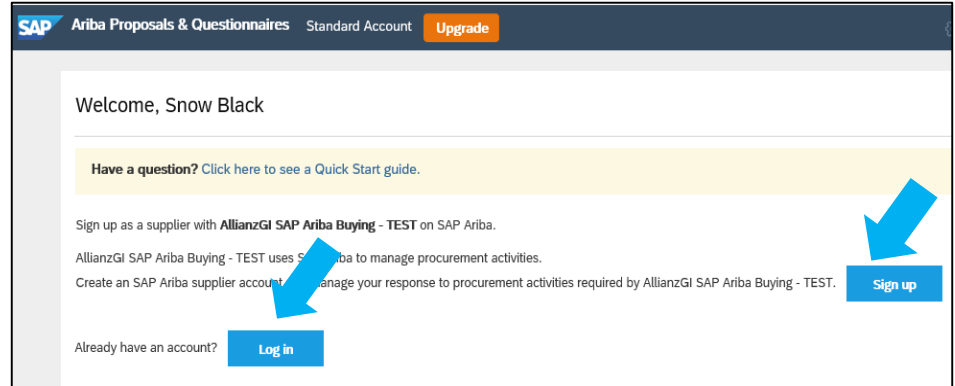 SAP Ariba Proposals & Questionnaires Standard Account Upgrade
Welcome, Snow Black
Have a question? Click here to see a Quick Start guide.
Sign up as a supplier with AllianzGI SAP Ariba Buying - TEST on SAP Ariba.
AllianzGI SAP Ariba Buying - TEST uses S ba to manage procurement activities.
Create an SAP Ariba supplier account anage your response to procurement activities required by AllianzGI SAP Ariba Buying - TEST. Sign up
Already have an account? Log in